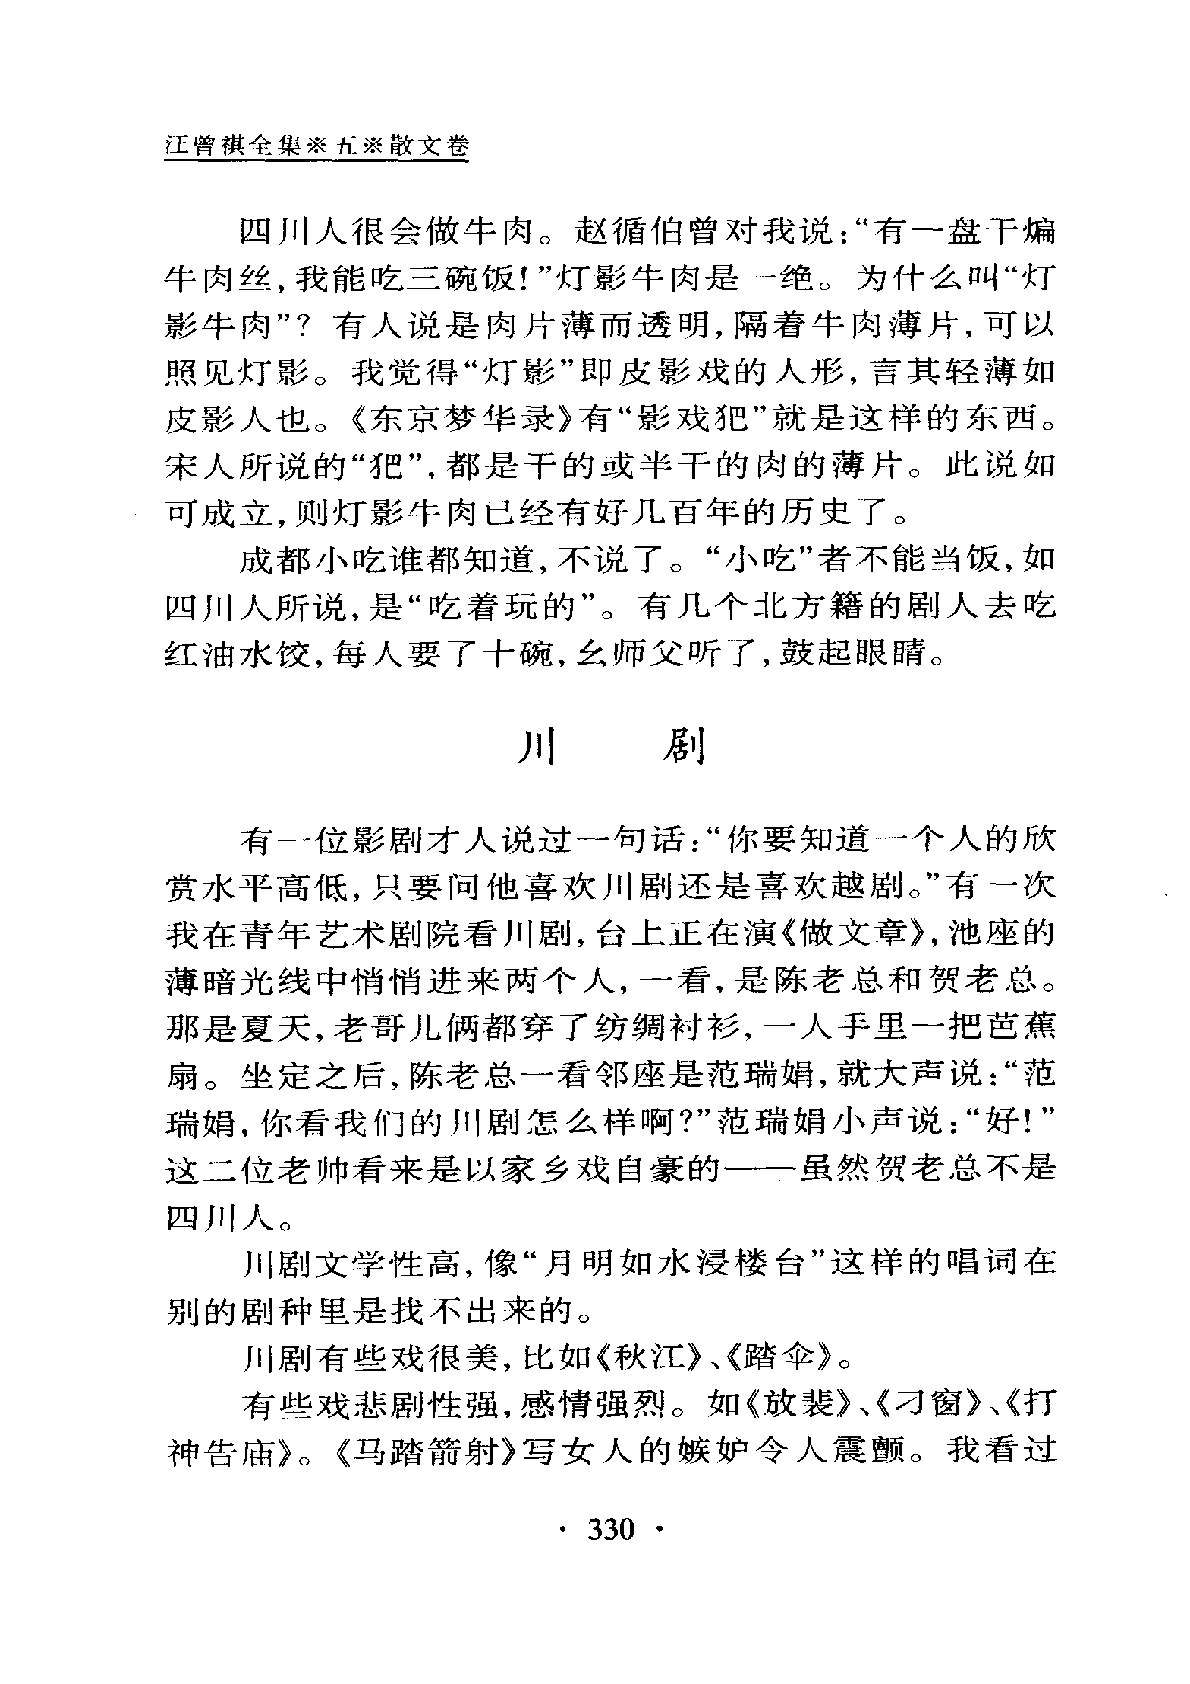 汪曾祺全集※五※散文卷
四川人很会做牛肉。赵循伯曾对我说：“有一盘干煸
牛肉丝，我能吃三碗饭！”灯影牛肉是一绝。为什么叫“灯
影牛肉”？有人说是肉片薄而透明，隔着牛肉薄片，可以
照见灯影。我觉得“灯影”即皮影戏的人形，言其轻薄如
皮影人也。《东京梦华录》有“影戏犯”就是这样的东西。
宋人所说的“犯”，都是干的或半干的肉的薄片。此说如
可成立，则灯影牛肉已经有好几百年的历史了。
成都小吃谁都知道，不说了。“小吃”者不能当饭，如
四川人所说，是“吃着玩的”。有几个北方籍的剧人去吃
红油水饺，每人要了十碗，幺师父听了，鼓起眼睛。
川 剧
有一位影剧才人说过一句话：“你要知道一个人的欣
赏水平高低，只要问他喜欢川剧还是喜欢越剧。”有一次
我在青年艺术剧院看川剧，台上正在演《做文章》，池座的
薄暗光线中悄悄进来两个人，一看，是陈老总和贺老总。
那是夏天，老哥儿俩都穿了纺绸衬衫，一人手里一把芭蕉
扇。坐定之后，陈老总一看邻座是范瑞娟，就大声说：“范
瑞娟，你看我们的川剧怎么样啊？”范瑞娟小声说：“好！”
这二位老帅看来是以家乡戏自豪的——虽然贺老总不是
四川人。
川剧文学性高，像“月明如水浸楼台”这样的唱词在
别的剧种里是找不出来的。
川剧有些戏很美，比如《秋江》、《踏伞》。
有些戏悲剧性强，感情强烈。如《放裴》、《刁窗》、《打
神告庙》。《马踏箭射》写女人的嫉妒令人震颤。我看过
· 330 ·